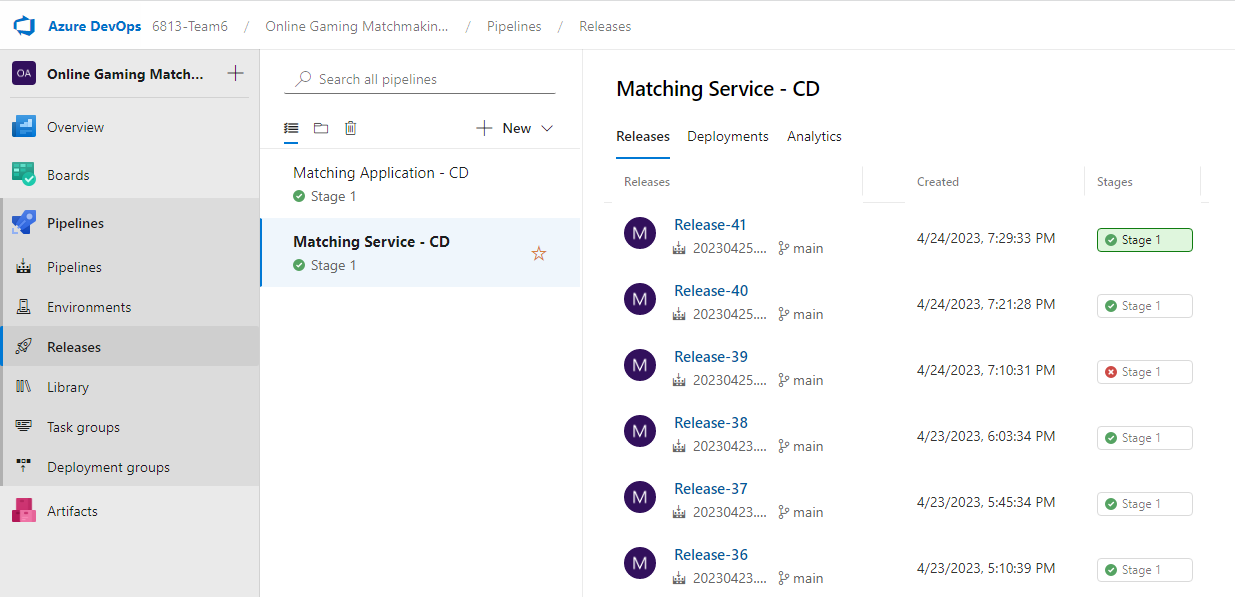 Azure DevOps 6813-Team6 / Online Gaming Matchmakin... / Pipelines / Releases
OA Online Gaming Match...
Overview
Boards
Pipelines
Pipelines
Environments
Releases
Library
Task groups
Deployment groups
Artifacts
Search all pipelines
New
Matching Application - CD
Stage 1
Matching Service - CD
Stage 1
Matching Service - CD
Releases Deployments Analytics
Releases Created Stages
M Release-41
20230425.... main 4/24/2023, 7:29:33 PM Stage 1
M Release-40
20230425.... main 4/24/2023, 7:21:28 PM Stage 1
M Release-39
20230425.... main 4/24/2023, 7:10:31 PM Stage 1
M Release-38
20230423.... main 4/23/2023, 6:03:34 PM Stage 1
M Release-37
20230423.... main 4/23/2023, 5:45:34 PM Stage 1
M Release-36
20230423.... main 4/23/2023, 5:10:39 PM Stage 1